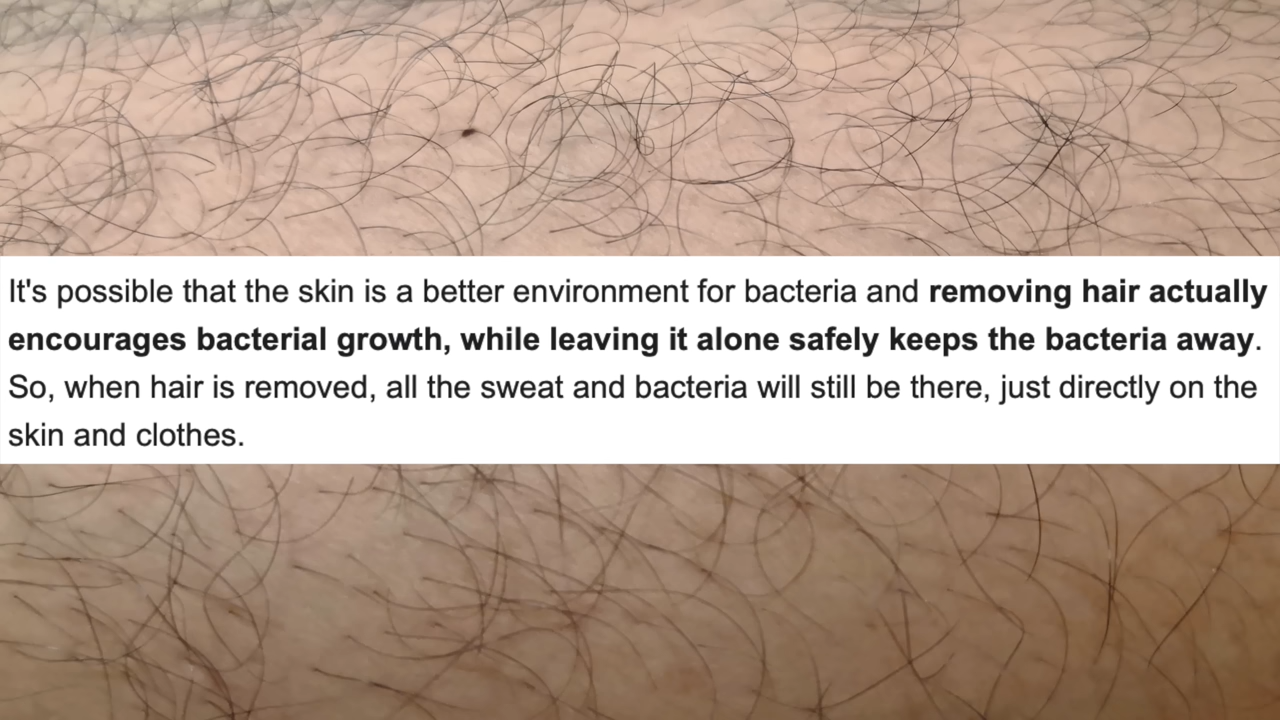 It's possible that the skin is a better environment for bacteria and removing hair actually
encourages bacterial growth, while leaving it alone safely keeps the bacteria away.
So, when hair is removed, all the sweat and bacteria will still be there, just directly on the
skin and clothes.